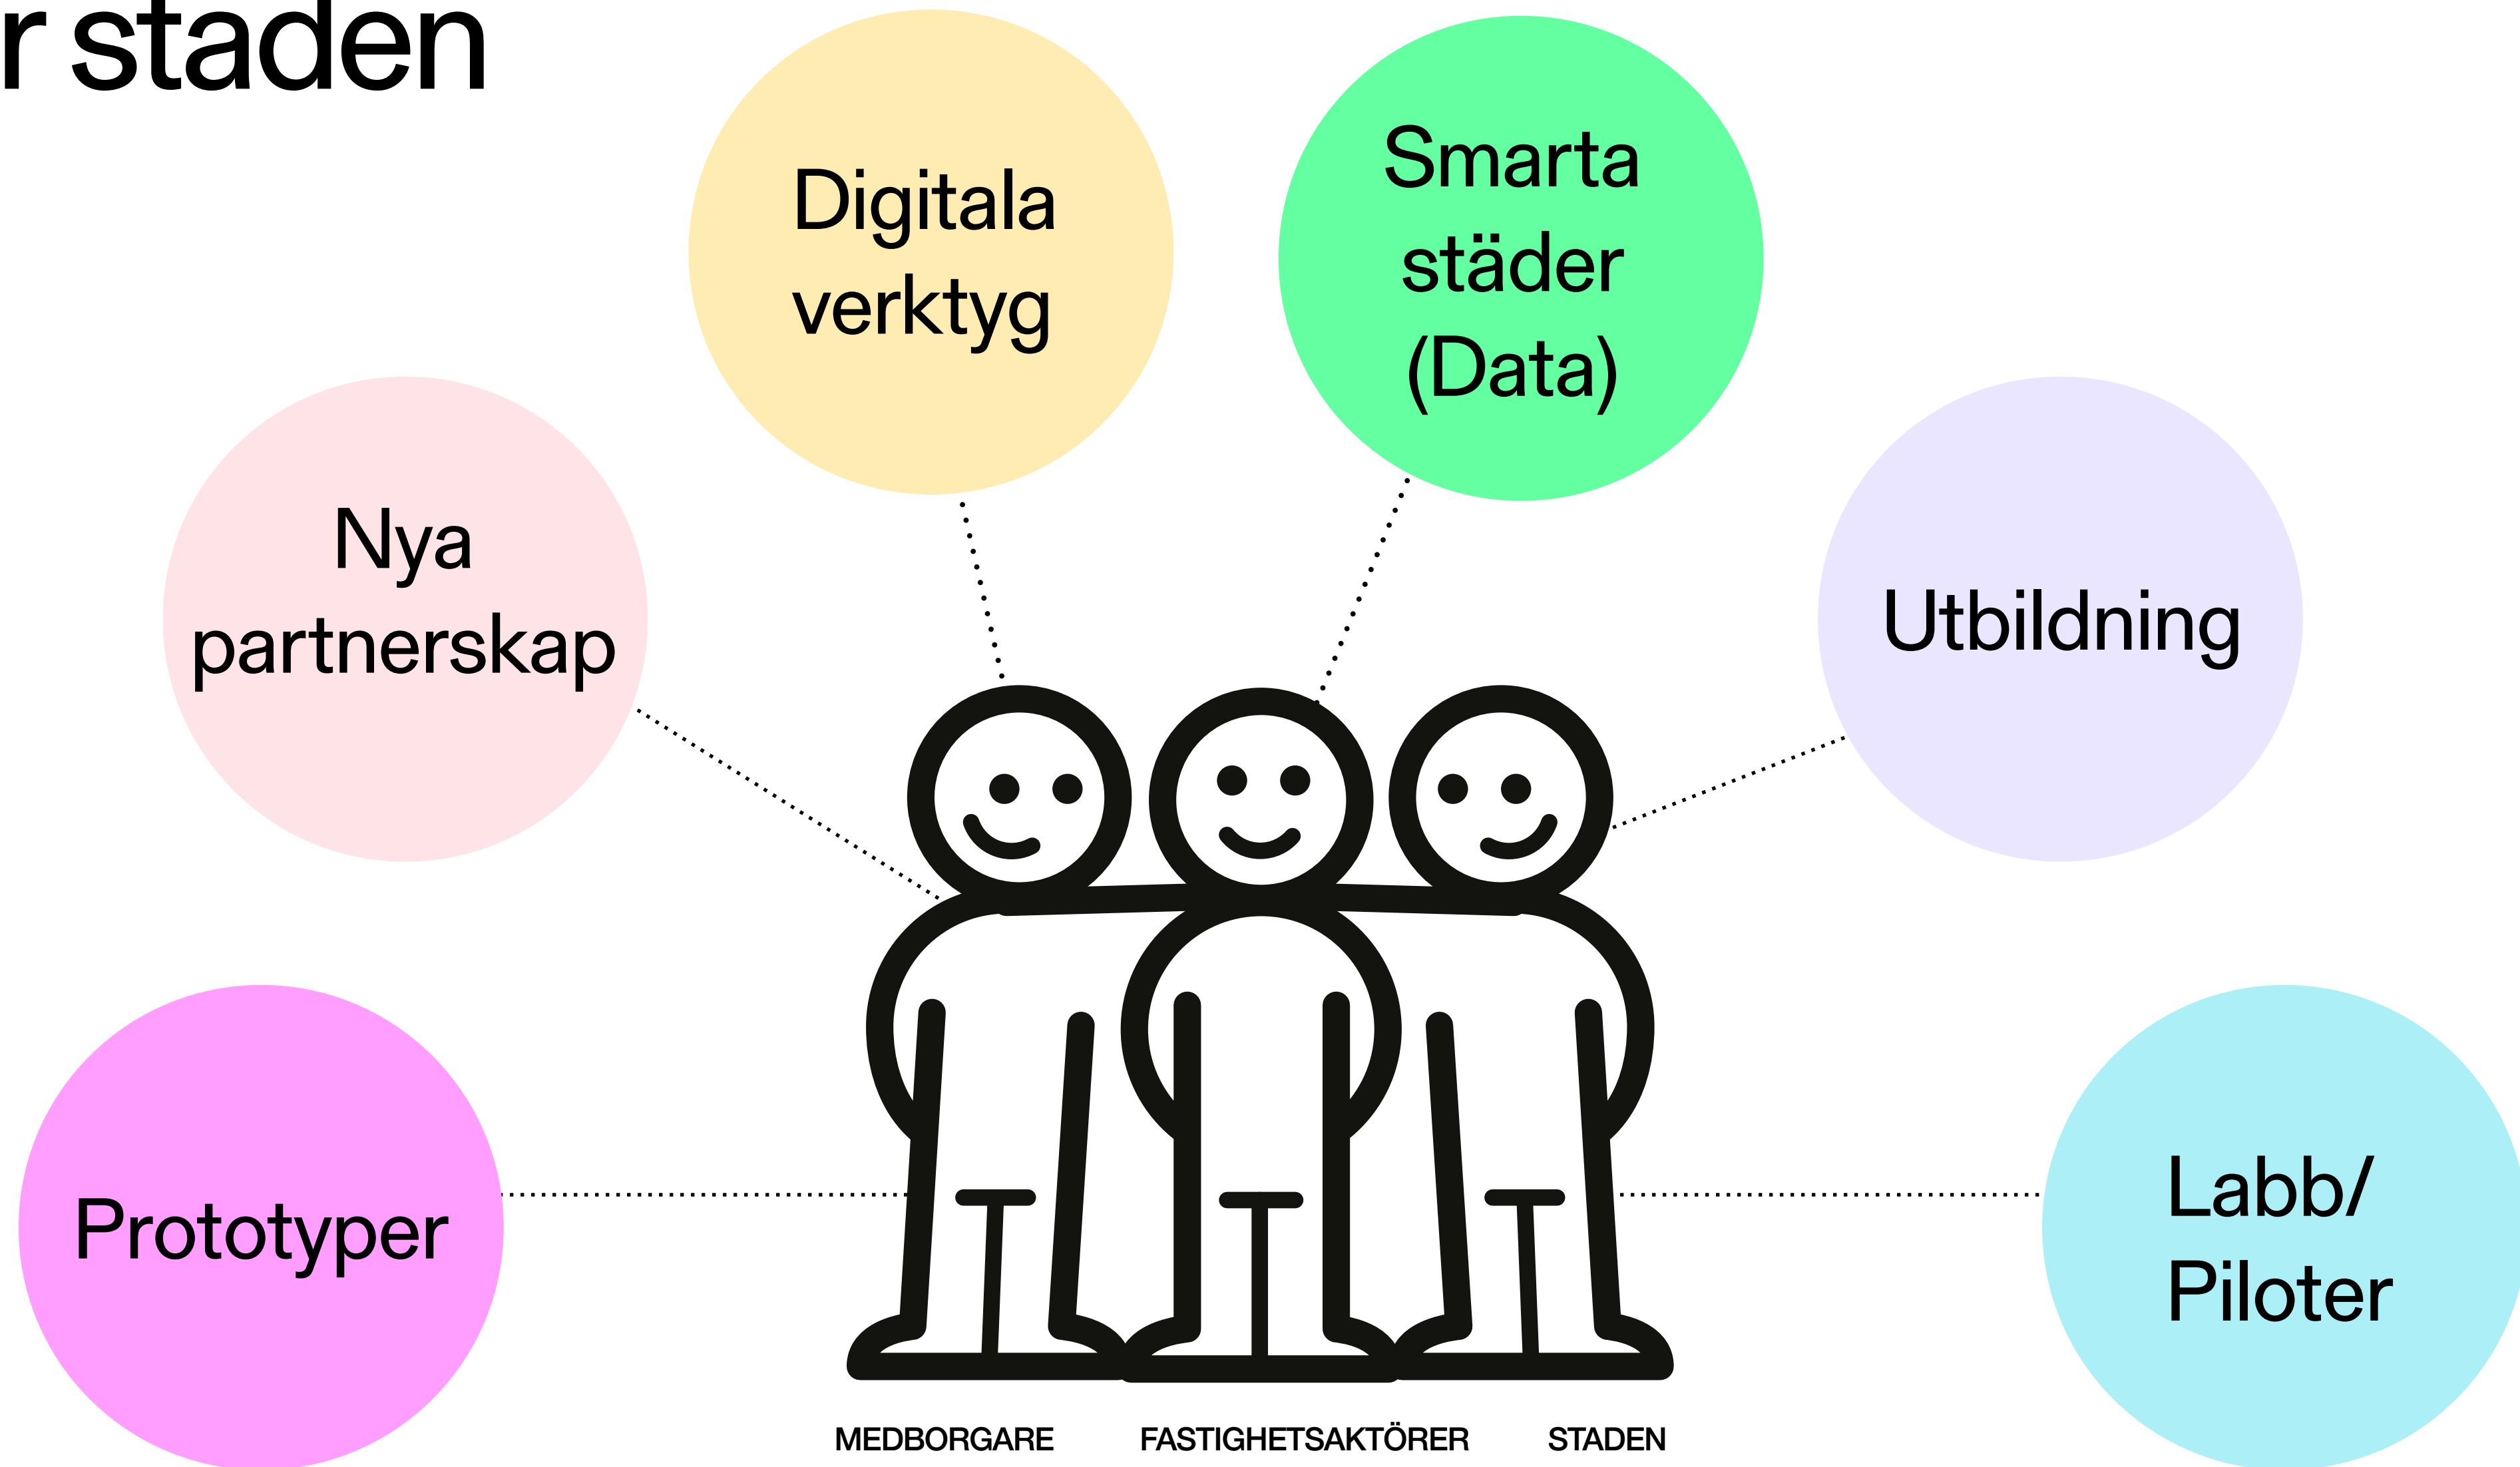 r staden
Digitala
verktyg
Smarta
städer
(Data)
Nya
partnerskap
Utbildning
Prototyper
Labb/
Piloter
MEDBORGARE
FASTIGHETSAKTÖRER
STADEN